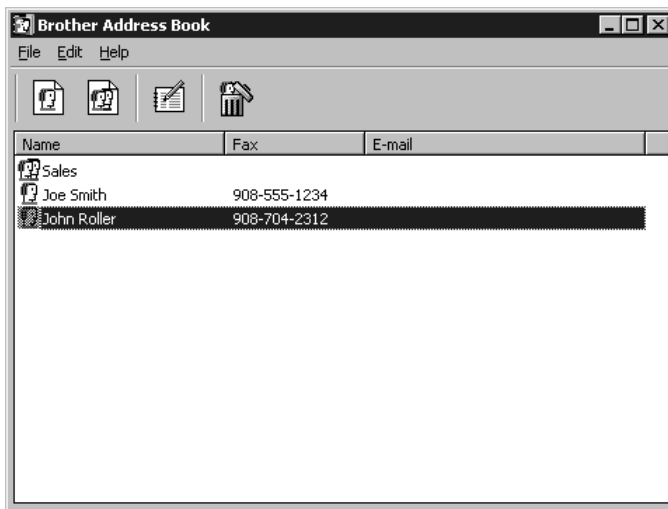 Brother Address Book
File Edit Help
Name Fax E-mail
Sales
Joe Smith 908-555-1234
John Roller 908-704-2312